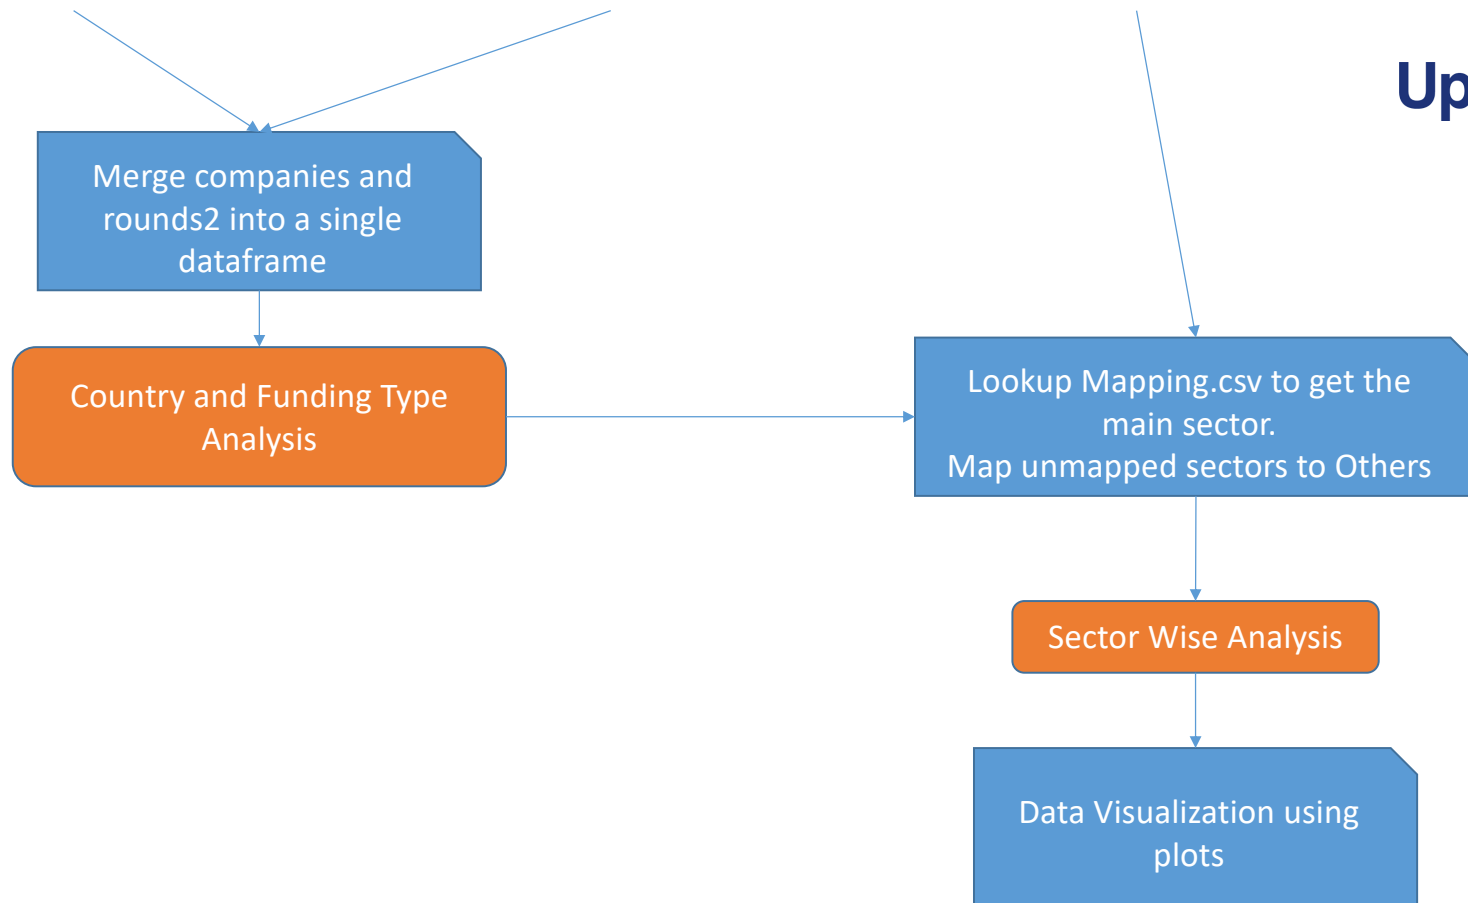 Up
Merge companies and
rounds2 into a single
dataframe
Country and Funding Type
Analysis
Lookup Mapping.csv to get the
main sector.
Map unmapped sectors to Others
Sector Wise Analysis
Data Visualization using
plots